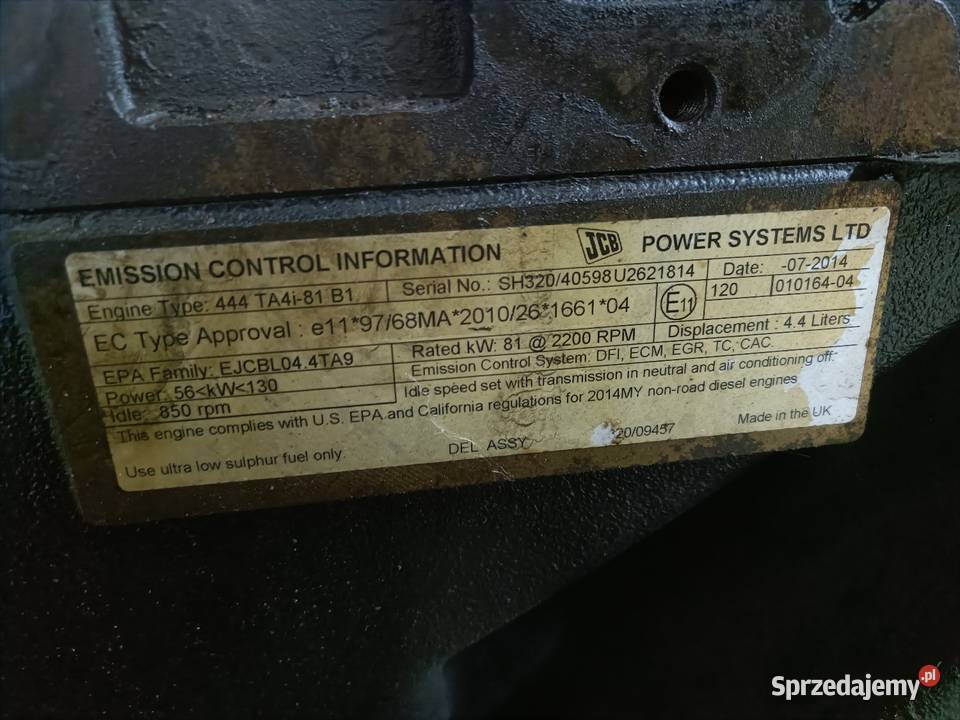 EMISSION CONTROL INFORMATION JCB POWER SYSTEMS LTD
Engine Type: 444 TA4i-81 B1 Serial No.: SH320/40598U2621814 Date: -07-2014
EC Type Approval : e11*97/68MA*2010/26*1661*04 E11 120 010164-04
EPA Family: EJCBL04.4TA9 Rated kW: 81 @ 2200 RPM Displacement : 4.4 Liters
Power: 56<kW<130 Emission Control System: DFI, ECM, EGR, TC, CAC.
Idle: 850 rpm Idle speed set with transmission in neutral and air conditioning off.
This engine complies with U.S. EPA and California regulations for 2014MY non-road diesel engines
Use ultra low sulphur fuel only. DEL ASSY 20/09457 Made in the UK
Sprzedajemy.pl